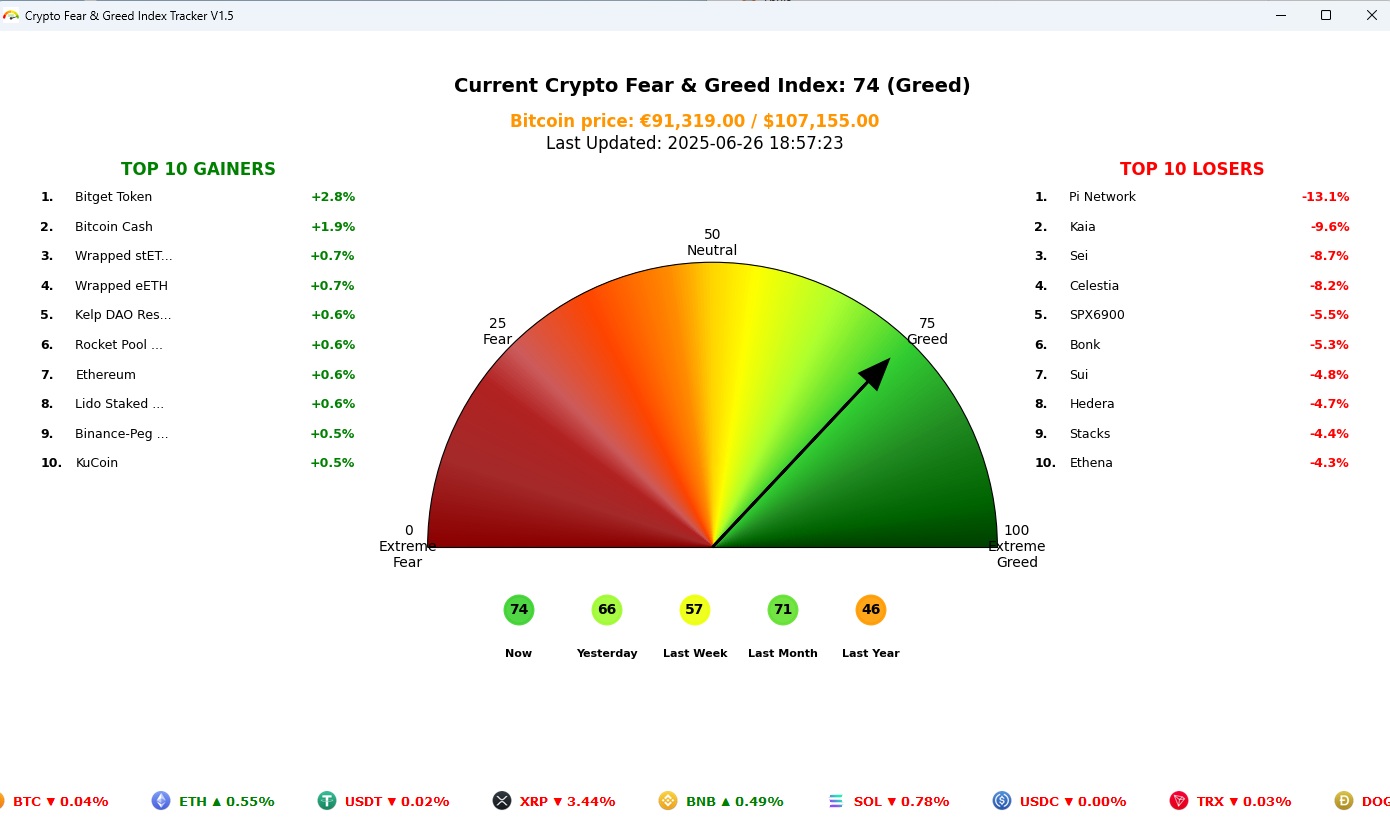 Crypto Fear & Greed Index Tracker V1.5
Current Crypto Fear & Greed Index: 74 (Greed)
Bitcoin price: €91,319.00 / $107,155.00
Last Updated: 2025-06-26 18:57:23
TOP 10 GAINERS
1. Bitget Token +2.8%
2. Bitcoin Cash +1.9%
3. Wrapped stET... +0.7%
4. Wrapped eETH +0.7%
5. Kelp DAO Res... +0.6%
6. Rocket Pool ... +0.6%
7. Ethereum +0.6%
8. Lido Staked ... +0.6%
9. Binance-Peg ... +0.5%
10. KuCoin +0.5%
50
Neutral
25
Fear
75
Greed
0
Extreme
Fear
100
Extreme
Greed
TOP 10 LOSERS
1. Pi Network -13.1%
2. Kaia -9.6%
3. Sei -8.7%
4. Celestia -8.2%
5. SPX6900 -5.5%
6. Bonk -5.3%
7. Sui -4.8%
8. Hedera -4.7%
9. Stacks -4.4%
10. Ethena -4.3%
74 66 57 71 46
Now Yesterday Last Week Last Month Last Year
BTC ▼ 0.04% ETH ▲ 0.55% USDT ▼ 0.02% XRP ▼ 3.44% BNB ▲ 0.49% SOL ▼ 0.78% USDC ▼ 0.00% TRX ▼ 0.03% DOG